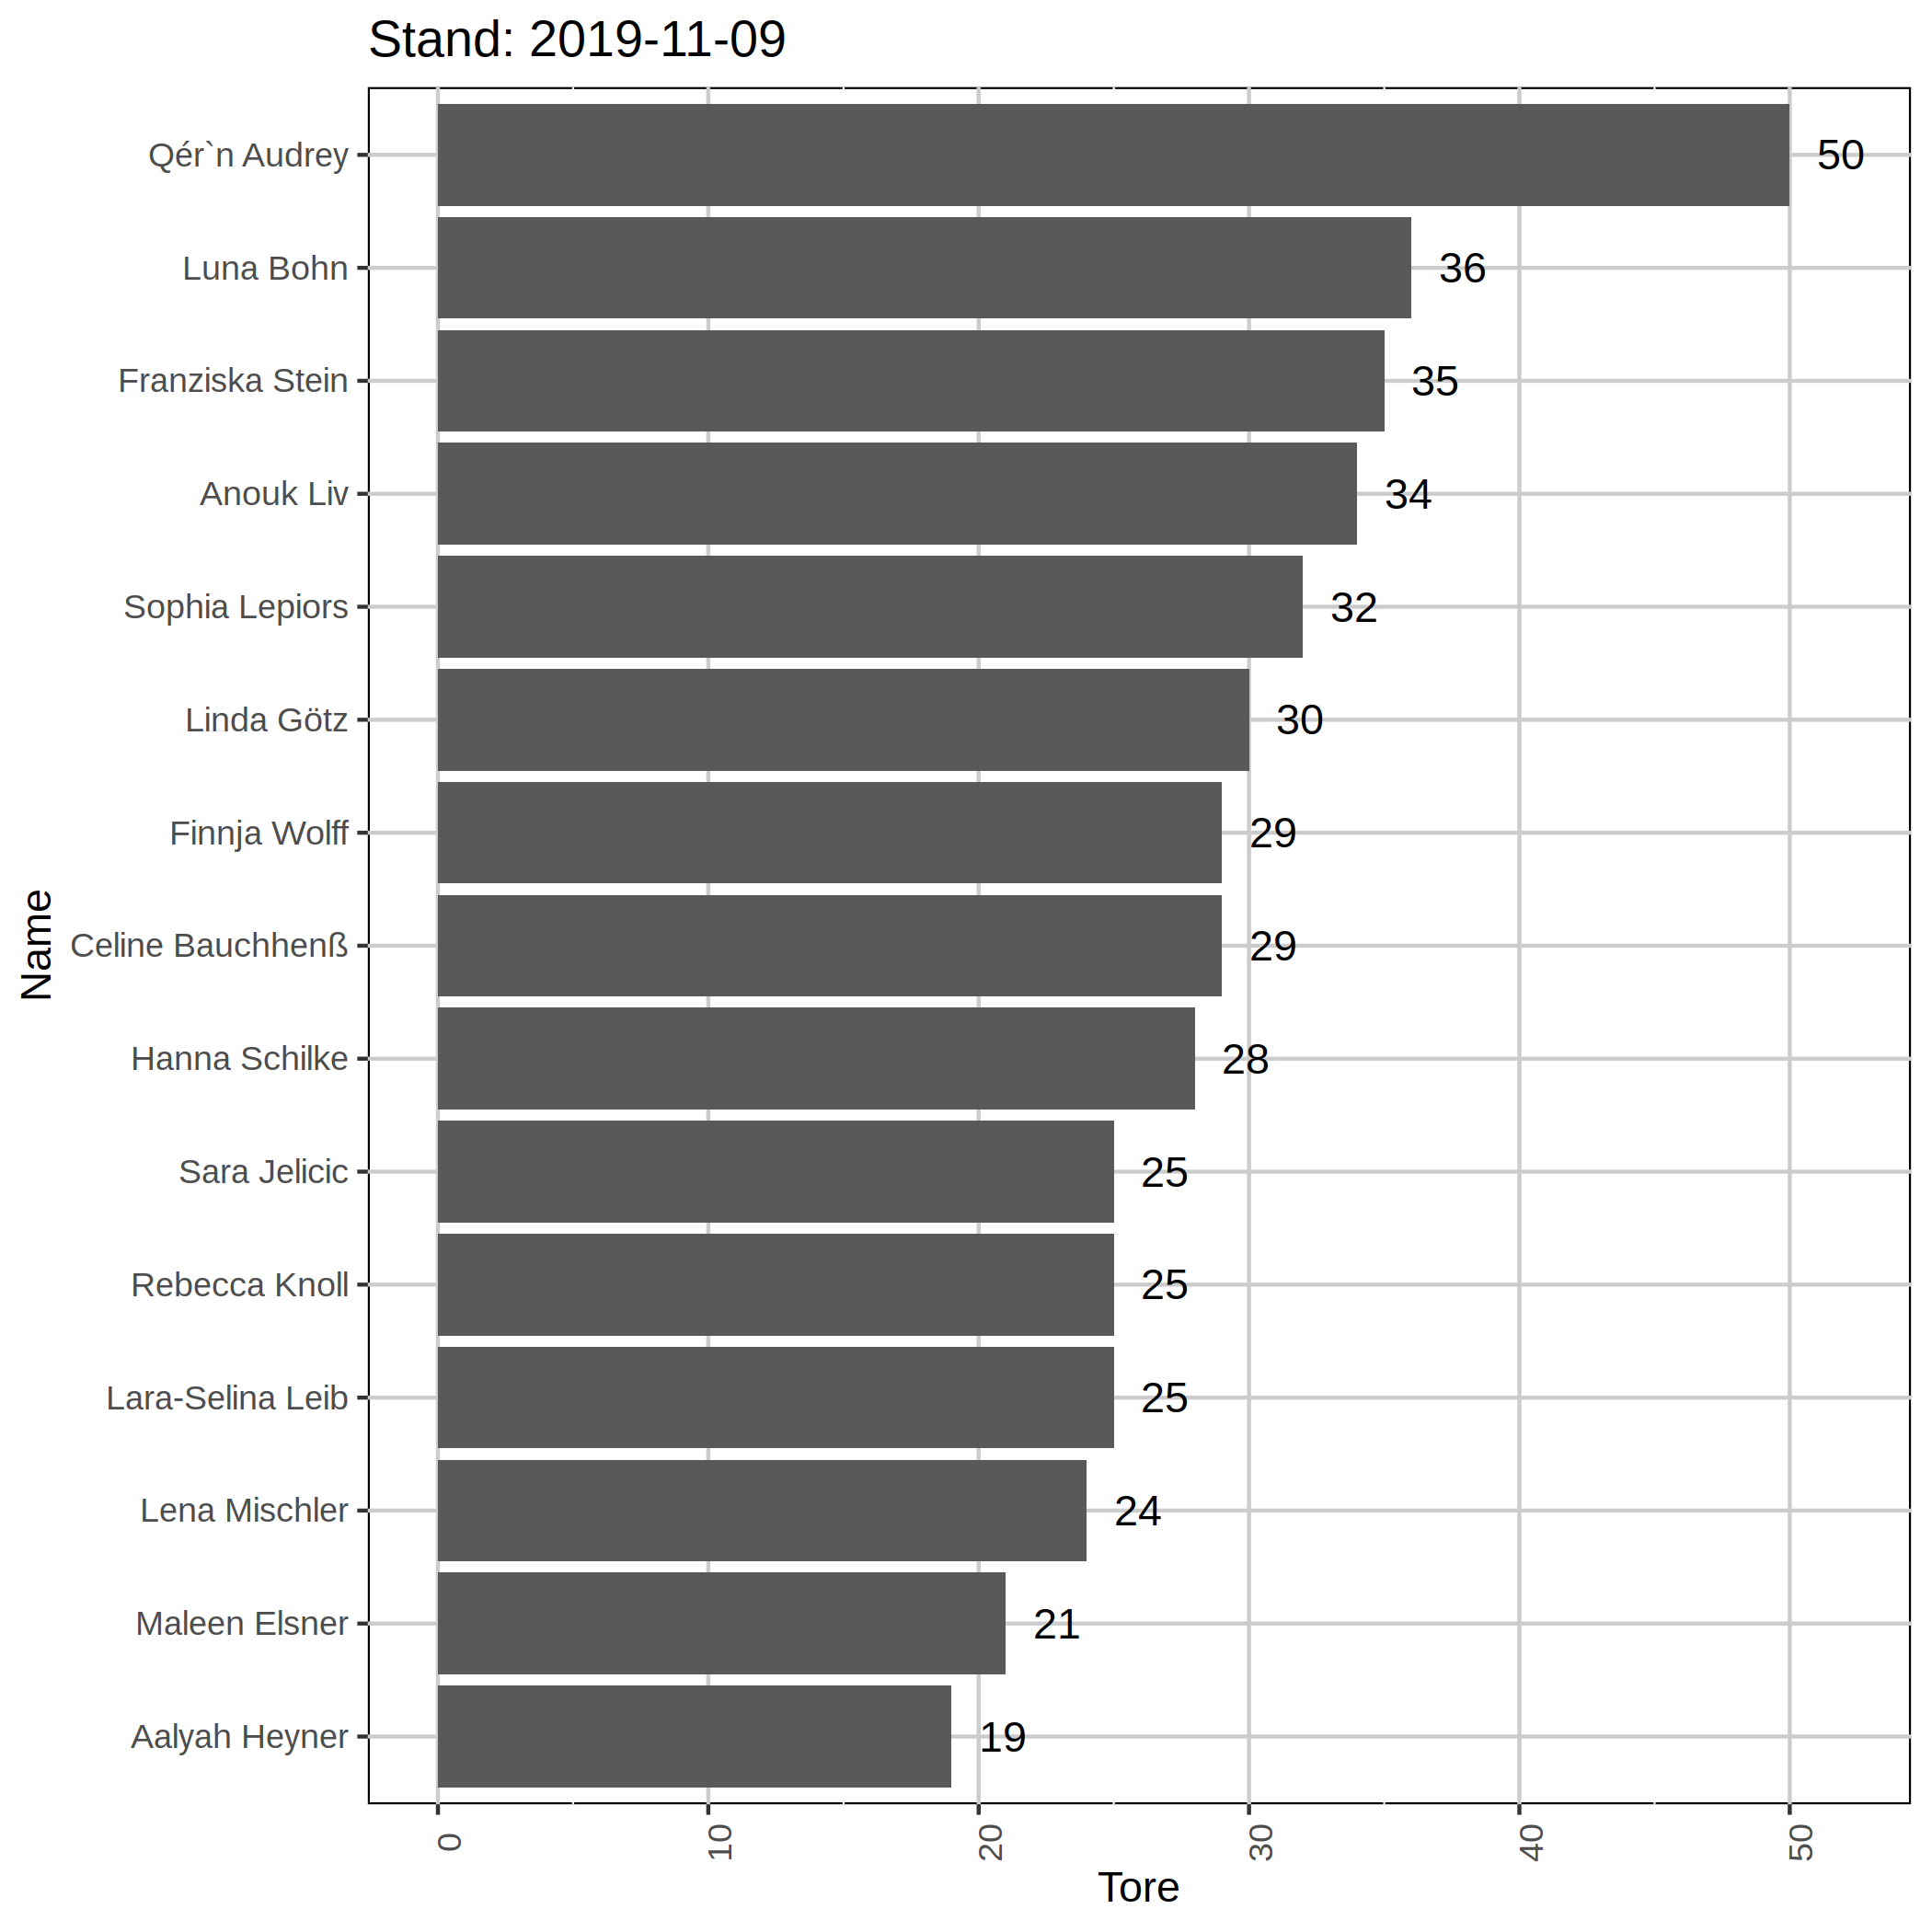 Stand: 2019-11-09
Qér`n Audrey 50
Luna Bohn 36
Franziska Stein 35
Anouk Liv 34
Sophia Lepiors 32
Linda Götz 30
Finnja Wolff 29
Celine Bauchhenß 29
Hanna Schilke 28
Sara Jelicic 25
Rebecca Knoll 25
Lara-Selina Leib 25
Lena Mischler 24
Maleen Elsner 21
Aalyah Heyner 19
Name
0 10 20 30 40 50
Tore